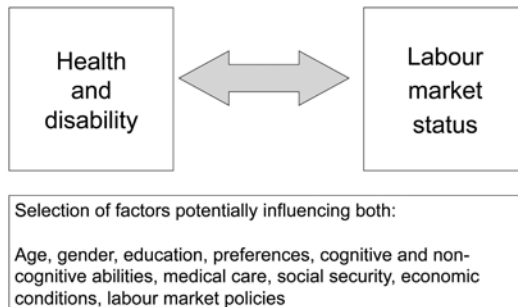 Health
and
disability
Labour
market
status
Selection of factors potentially influencing both:
Age, gender, education, preferences, cognitive and non-
cognitive abilities, medical care, social security, economic
conditions, labour market policies